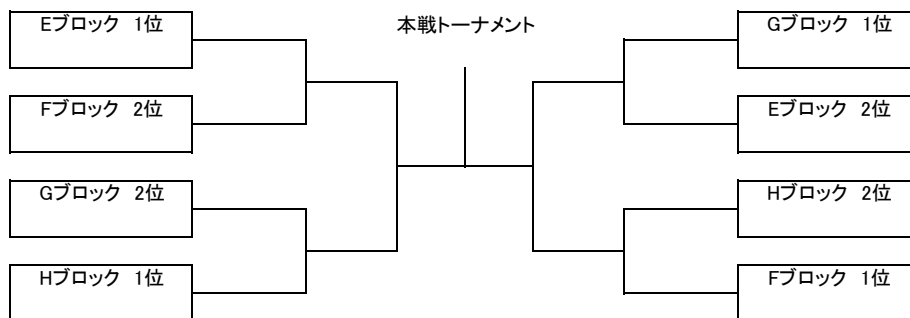 本戦トーナメント
Eブロック 1位
Fブロック 2位
Gブロック 2位
Hブロック 1位
Gブロック 1位
Eブロック 2位
Hブロック 2位
Fブロック 1位